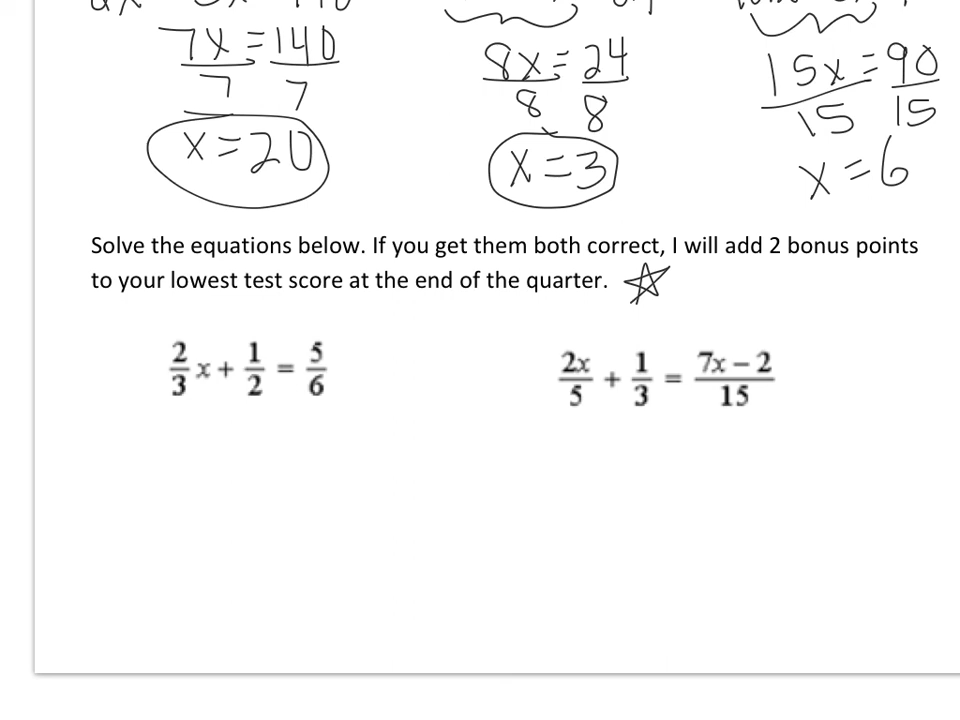 7x = 140 8x = 24 15x = 90
7 7 8 8 15 15
x = 20 x = 3 x = 6
Solve the equations below. If you get them both correct, I will add 2 bonus points
to your lowest test score at the end of the quarter.
2/3 x + 1/2 = 5/6 2x/5 + 1/3 = (7x – 2)/15